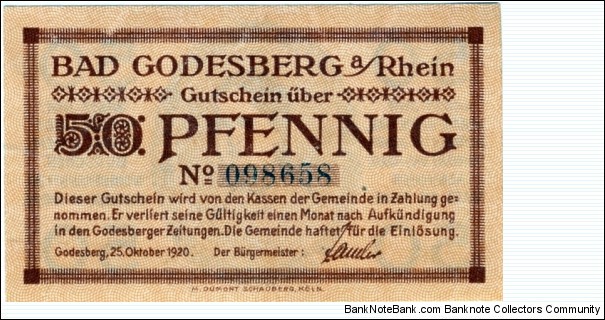 BAD GODESBERG a/Rhein
Gutschein über
50. PFENNIG
No 098658
Dieser Gutschein wird von den Kassen der Gemeinde in Zahlung ge=
nommen. Er verliert seine Gültigkeit einen Monat nach Aufkündigung
in den Godesberger Zeitungen. Die Gemeinde haftet für die Einlösung.
Godesberg, 25. Oktober 1920. Der Bürgermeister:
M. DUMONT SCHAUBERG, KÖLN.
www.BanknoteBank.com - Banknote Collectors Community